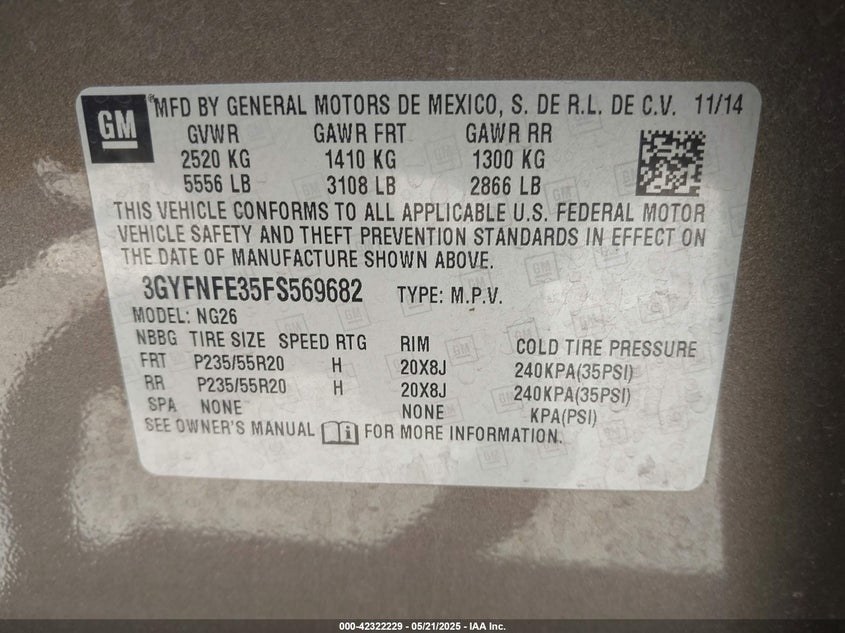 GM
® MFD BY GENERAL MOTORS DE MEXICO, S. DE R.L. DE C.V. 11/14
GVWR GAWR FRT GAWR RR
2520 KG 1410 KG 1300 KG
5556 LB 3108 LB 2866 LB
THIS VEHICLE CONFORMS TO ALL APPLICABLE U.S. FEDERAL MOTOR
VEHICLE SAFETY AND THEFT PREVENTION STANDARDS IN EFFECT ON
THE DATE OF MANUFACTURE SHOWN ABOVE.
3GYFNFE35FS569682 TYPE: M.P.V.
MODEL: NG26
NBBG TIRE SIZE SPEED RTG RIM COLD TIRE PRESSURE
FRT P235/55R20 H 20X8J 240KPA(35PSI)
RR P235/55R20 H 20X8J 240KPA(35PSI)
SPA NONE NONE KPA(PSI)
SEE OWNER'S MANUAL FOR MORE INFORMATION.
000-42322229 - 05/21/2025 - IAA Inc.